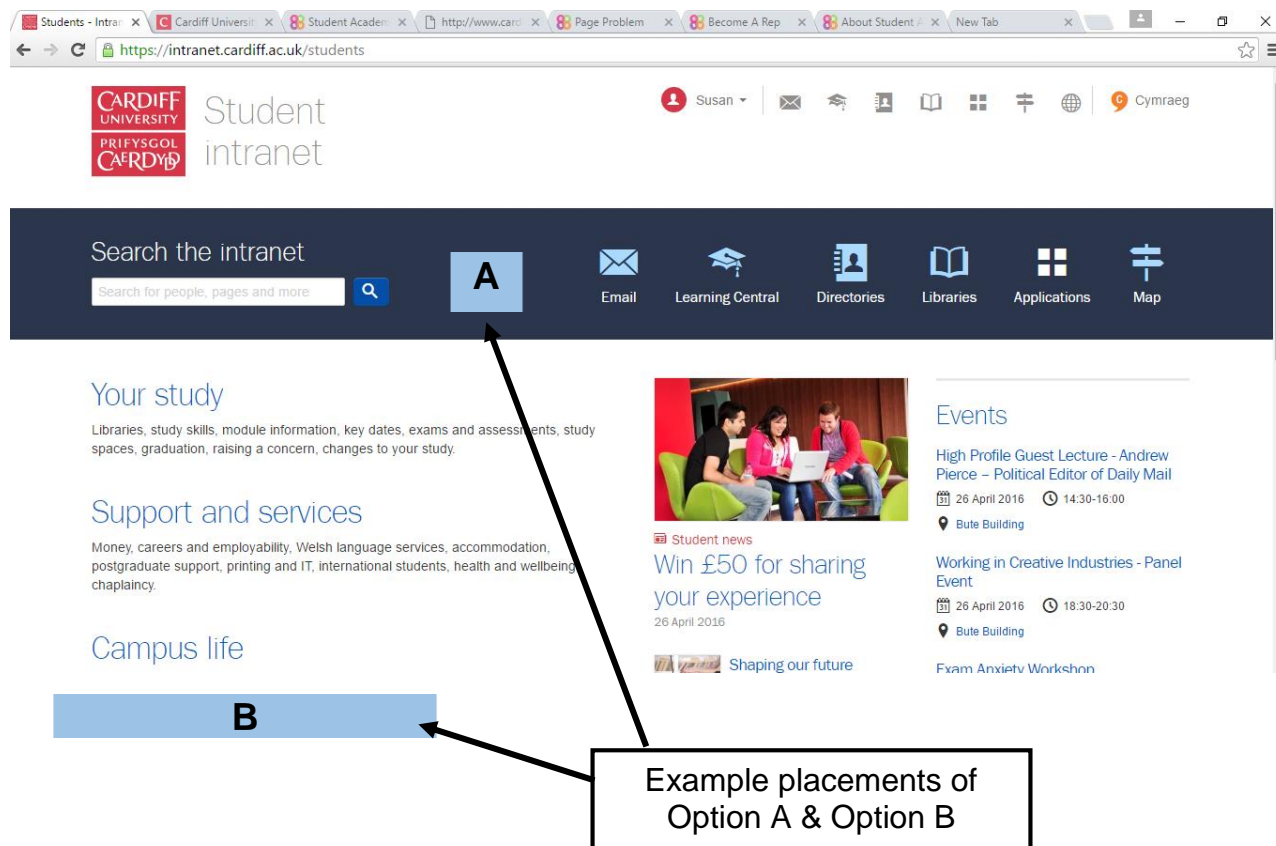 Students - Intran
Cardiff Universit
Student Academ
http://www.card
Page Problem
Become A Rep
About Student A
New Tab
https://intranet.cardiff.ac.uk/students
CARDIFF
UNIVERSITY
PRIFYSGOL
CAERDYDD
Student
intranet
Susan
Cymraeg
Search the intranet
Search for people, pages and more
A
Email
Learning Central
Directories
Libraries
Applications
Map
Your study
Libraries, study skills, module information, key dates, exams and assessments, study
spaces, graduation, raising a concern, changes to your study.
Support and services
Money, careers and employability, Welsh language services, accommodation,
postgraduate support, printing and IT, international students, health and wellbeing
chaplaincy.
Campus life
B
Student news
Win £50 for sharing
your experience
26 April 2016
Shaping our future
Events
High Profile Guest Lecture - Andrew
Pierce – Political Editor of Daily Mail
31 26 April 2016 14:30-16:00
Bute Building
Working in Creative Industries - Panel
Event
31 26 April 2016 18:30-20:30
Bute Building
Exam Anxiety Workshop
Example placements of
Option A & Option B